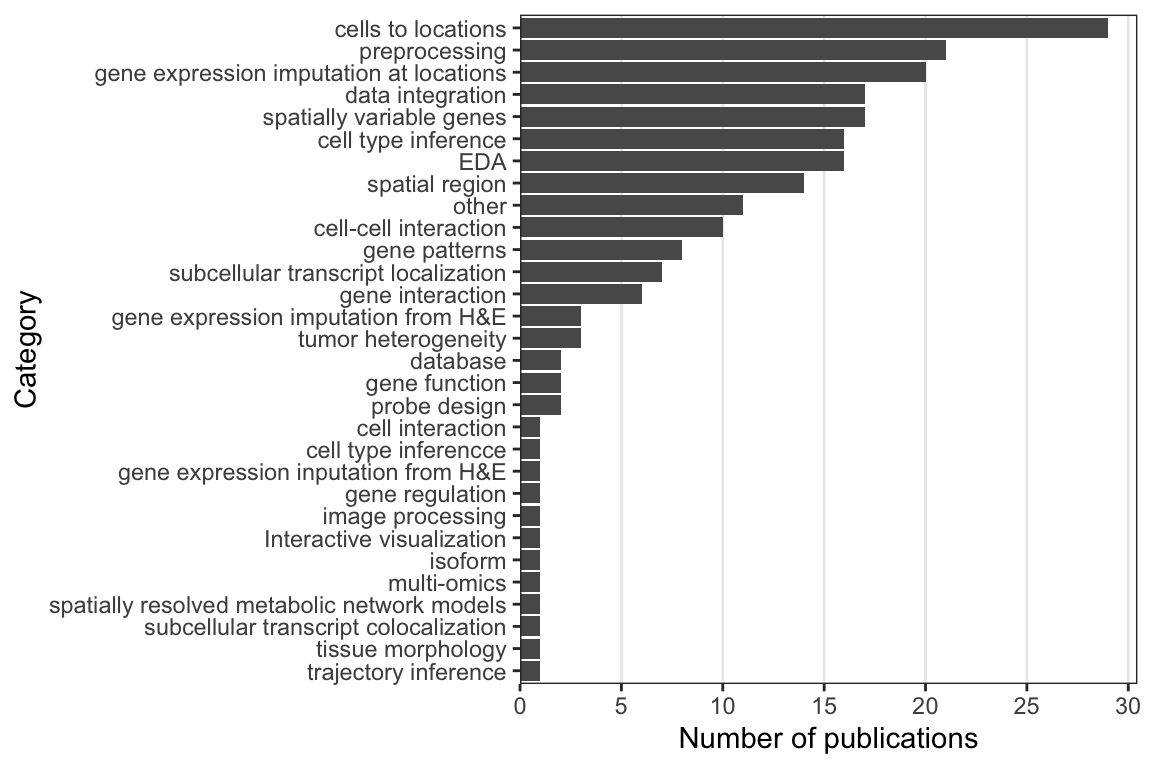 cells to locations
preprocessing
gene expression imputation at locations
data integration
spatially variable genes
cell type inference
EDA
spatial region
other
cell-cell interaction
gene patterns
subcellular transcript localization
gene interaction
gene expression imputation from H&E
tumor heterogeneity
database
gene function
probe design
cell interaction
cell type inferencce
gene expression inputation from H&E
gene regulation
image processing
Interactive visualization
isoform
multi-omics
spatially resolved metabolic network models
subcellular transcript colocalization
tissue morphology
trajectory inference
Category
0 5 10 15 20 25 30
Number of publications